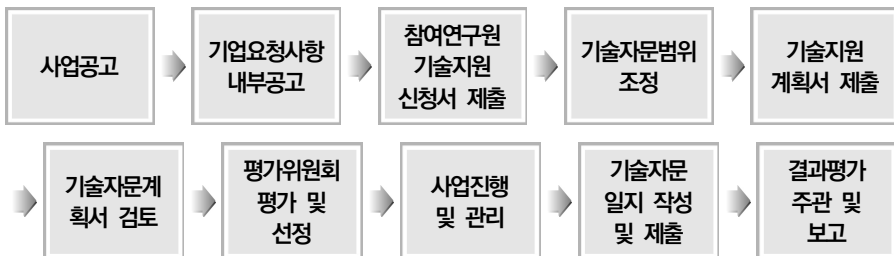 사업공고
기업요청사항
내부공고
참여연구원
기술지원
신청서 제출
기술자문범위
조정
기술지원
계획서 제출
기술자문계
획서 검토
평가위원회
평가 및
선정
사업진행
및 관리
기술자문
일지 작성
및 제출
결과평가
주관 및
보고